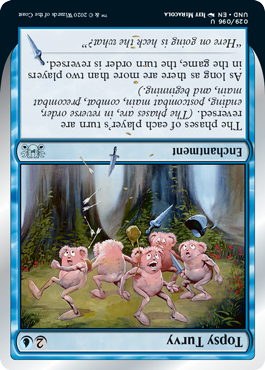 Topsy Turvy
2
Enchantment
The phases of each player's turn are
reversed. (The phases are, in reverse order,
ending, postcombat main, combat, precombat
main, and beginning.)
As long as there are more than two players
in the game, the turn order is reversed.
"Here on going is heck the what?"
029/096 U
UND • EN Jeff Miracola
™ & © 2020 Wizards of the Coast